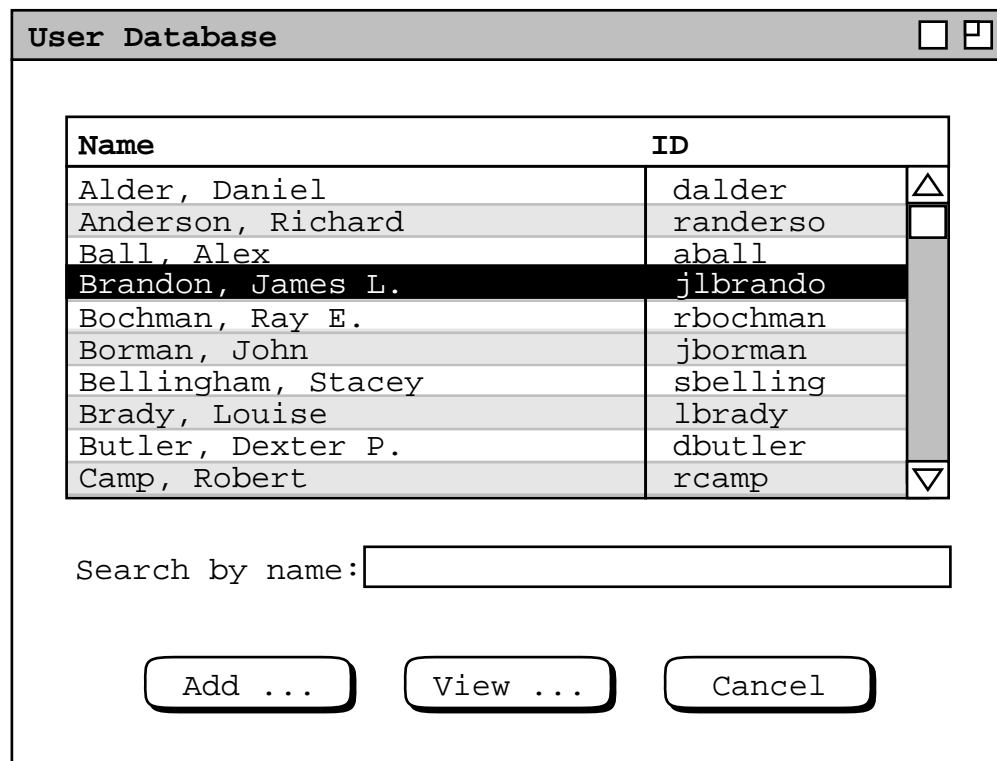 User Database
Name ID
Alder, Daniel dalder
Anderson, Richard randerso
Ball, Alex aball
Brandon, James L. jlbrando
Bochman, Ray E. rbochman
Borman, John jborman
Bellingham, Stacey sbelling
Brady, Louise lbrady
Butler, Dexter P. dbutler
Camp, Robert rcamp
Search by name:
Add ... View ... Cancel